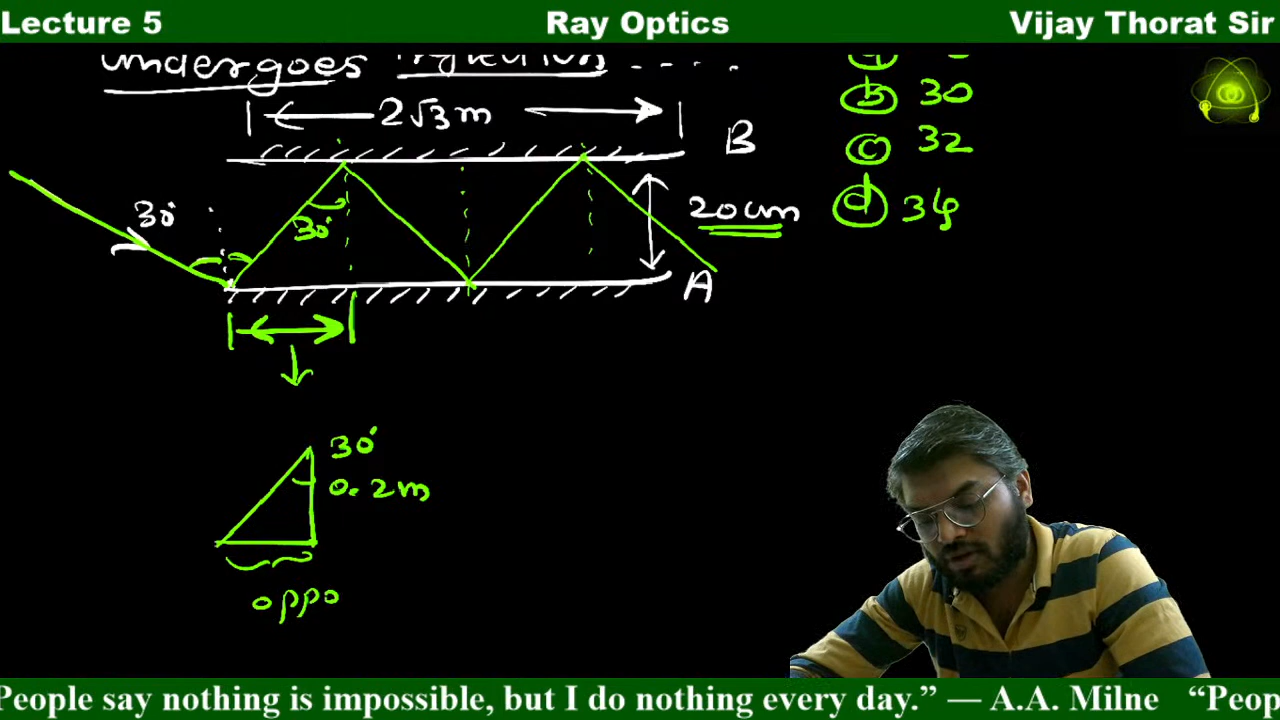 Lecture 5
Ray Optics
Vijay Thorat Sir
undergoes
2√3 m
B
ⓑ 30
ⓒ 32
ⓓ 34
30°
30°
20cm
A
30°
0.2m
oppo
People say nothing is impossible, but I do nothing every day.” — A.A. Milne “Peop